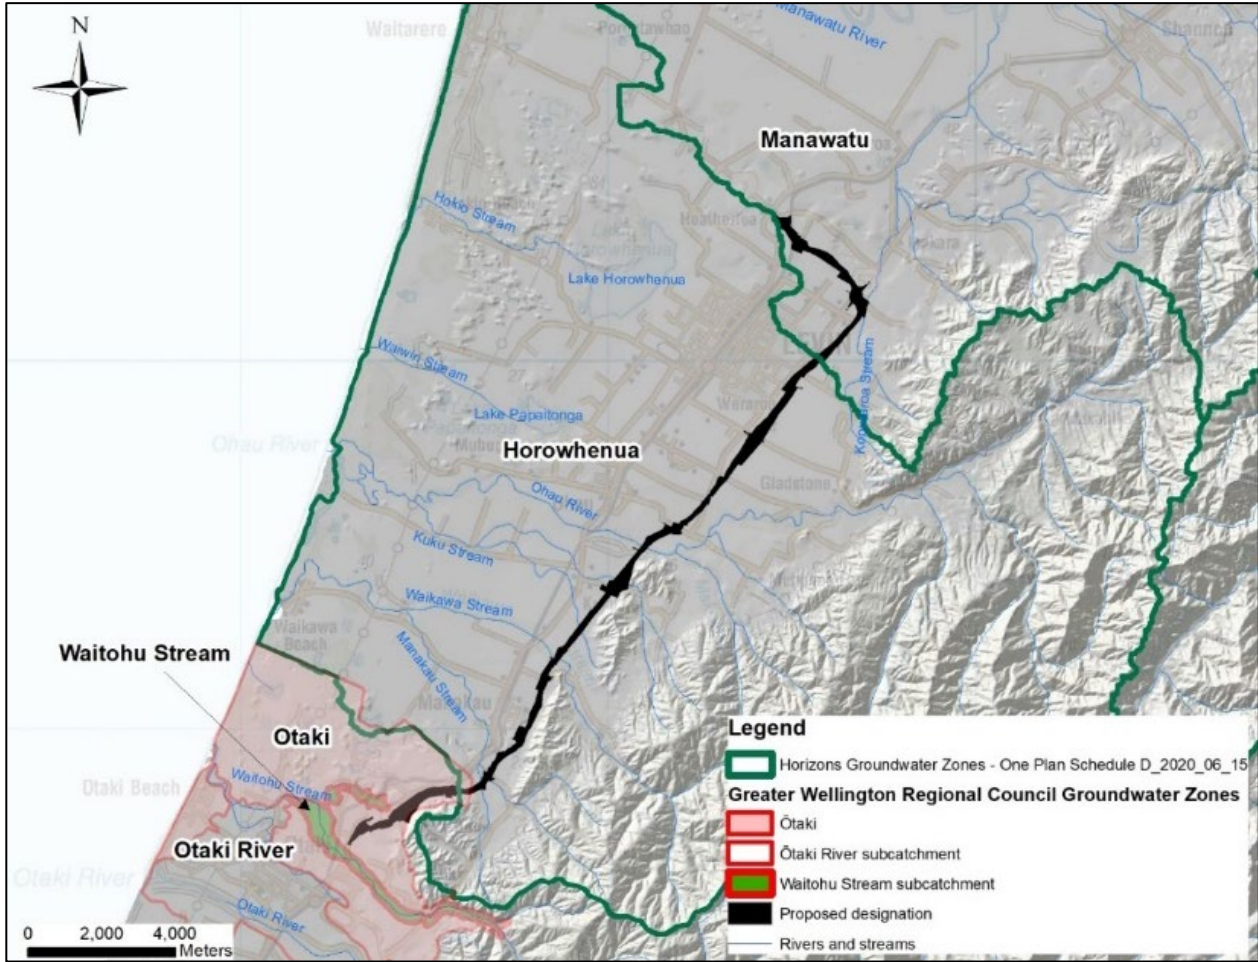 N
Waitarere
Manawatu River
Shannon
Manawatu
Hokio Stream
Heatherlea
Lake Horowhenua
LEVIN
Waiwiri Stream
Koputaroa Stream
Lake Papaitonga
Horowhenua
Ohau River
Gladstone
Ohau River
Kuku Stream
Waikawa Stream
Waikawa
Beach
Waitohu Stream
Manakau Stream
Manakau
Otaki
Waitohu Stream
Otaki Beach
Otaki River
Otaki River
Otaki River
0 2,000 4,000
Meters
Legend
Horizons Groundwater Zones - One Plan Schedule D_2020_06_15
Greater Wellington Regional Council Groundwater Zones
Ōtaki
Ōtaki River subcatchment
Waitohu Stream subcatchment
Proposed designation
Rivers and streams